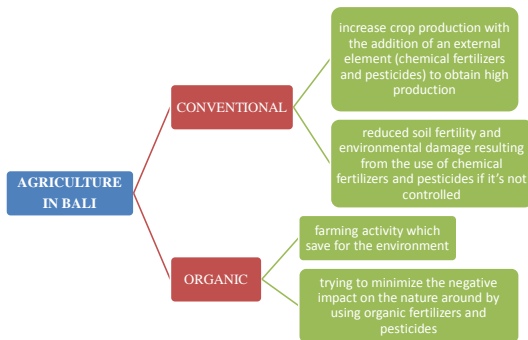 AGRICULTURE
IN BALI
CONVENTIONAL
increase crop production with
the addition of an external
element (chemical fertilizers
and pesticides) to obtain high
production
reduced soil fertility and
environmental damage resulting
from the use of chemical
fertilizers and pesticides if it's not
controlled
ORGANIC
farming activity which
save for the environment
trying to minimize the negative
impact on the nature around by
using organic fertilizers and
pesticides